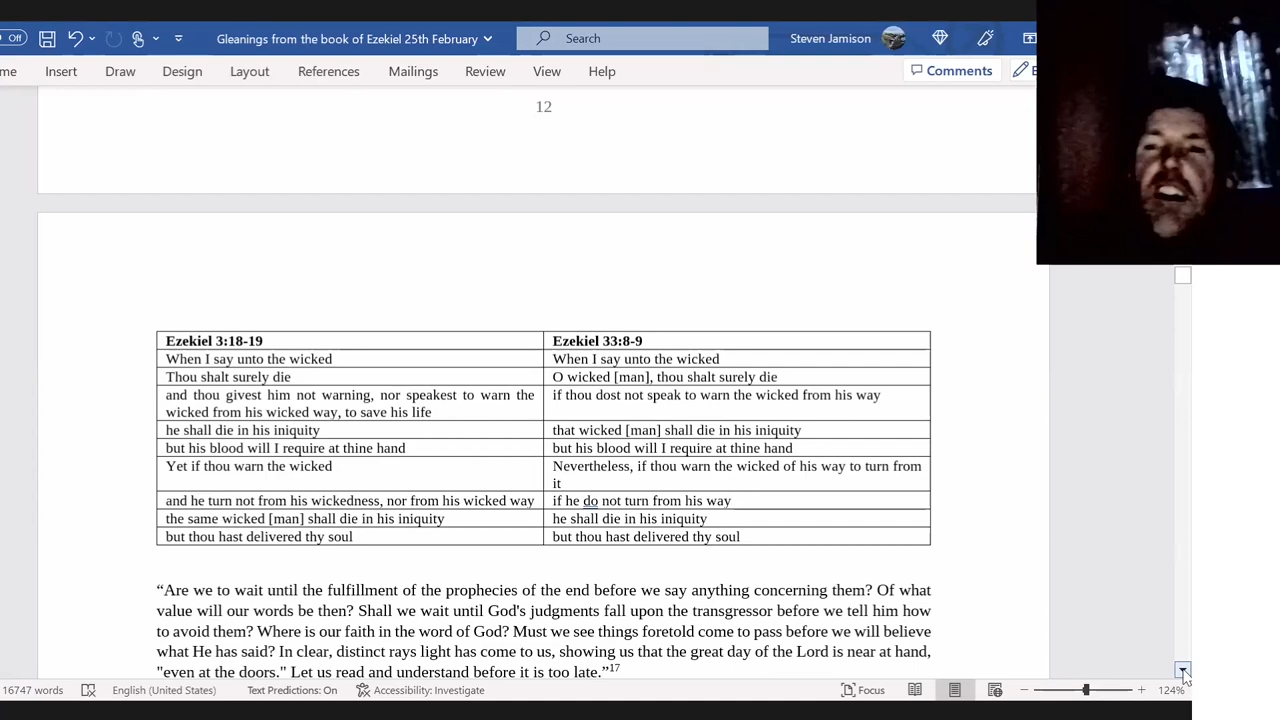 Off
Gleanings from the book of Ezekiel 25th February
Search
Steven Jamison
me Insert Draw Design Layout References Mailings Review View Help
Comments
12
Ezekiel 3:18-19 Ezekiel 33:8-9
When I say unto the wicked When I say unto the wicked
Thou shalt surely die O wicked [man], thou shalt surely die
and thou givest him not warning, nor speakest to warn the if thou dost not speak to warn the wicked from his way
wicked from his wicked way, to save his life
he shall die in his iniquity that wicked [man] shall die in his iniquity
but his blood will I require at thine hand but his blood will I require at thine hand
Yet if thou warn the wicked Nevertheless, if thou warn the wicked of his way to turn from
it
and he turn not from his wickedness, nor from his wicked way if he do not turn from his way
the same wicked [man] shall die in his iniquity he shall die in his iniquity
but thou hast delivered thy soul but thou hast delivered thy soul
“Are we to wait until the fulfillment of the prophecies of the end before we say anything concerning them? Of what
value will our words be then? Shall we wait until God's judgments fall upon the transgressor before we tell him how
to avoid them? Where is our faith in the word of God? Must we see things foretold come to pass before we will believe
what He has said? In clear, distinct rays light has come to us, showing us that the great day of the Lord is near at hand,
"even at the doors." Let us read and understand before it is too late.”17
16747 words English (United States) Text Predictions: On Accessibility: Investigate Focus 124%